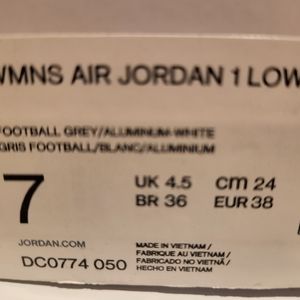 WMNS AIR JORDAN 1 LOW
FOOTBALL GREY/ALUMINUM-WHITE
GRIS FOOTBALL/BLANC/ALUMINIUM
7
UK 4.5 CM 24
BR 36 EUR 38
JORDAN.COM
DC0774 050
MADE IN VIETNAM /
FABRIQUE AU VIETNAM /
FABRICADO NO VIETNÃ /
HECHO EN VIETNAM